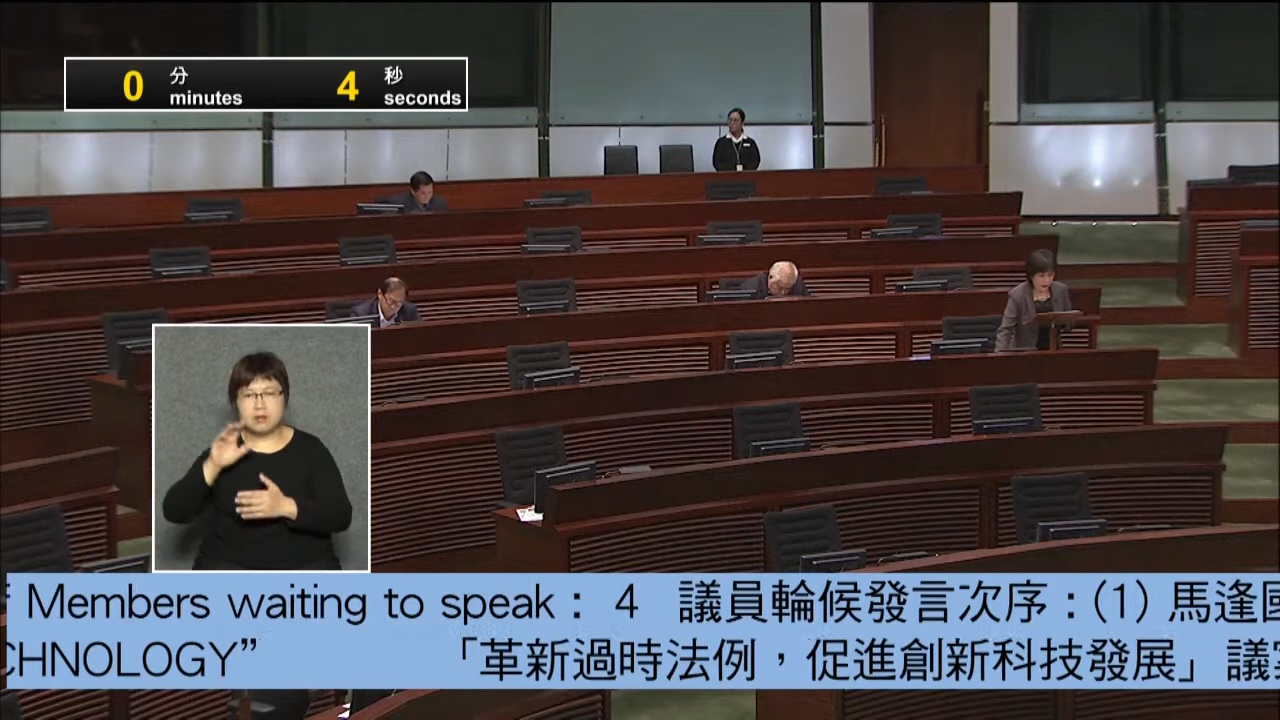 0 分 4 秒
minutes seconds
Members waiting to speak : 4 議員輪候發言次序 : (1) 馬逢
CHNOLOGY” 「革新過時法例，促進創新科技發展」議